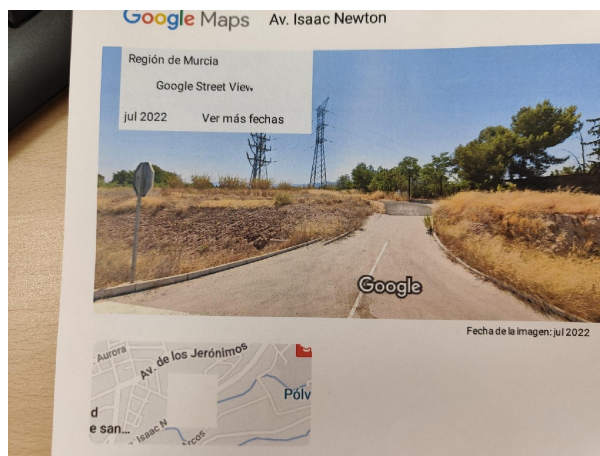 Google Maps Av. Isaac Newton
Región de Murcia
Google Street View
jul 2022 Ver más fechas
Google
Fecha de la imagen: jul 2022
Aurora
Av. de los Jerónimos
Pólv
d
e san...
Isaac N
rcos